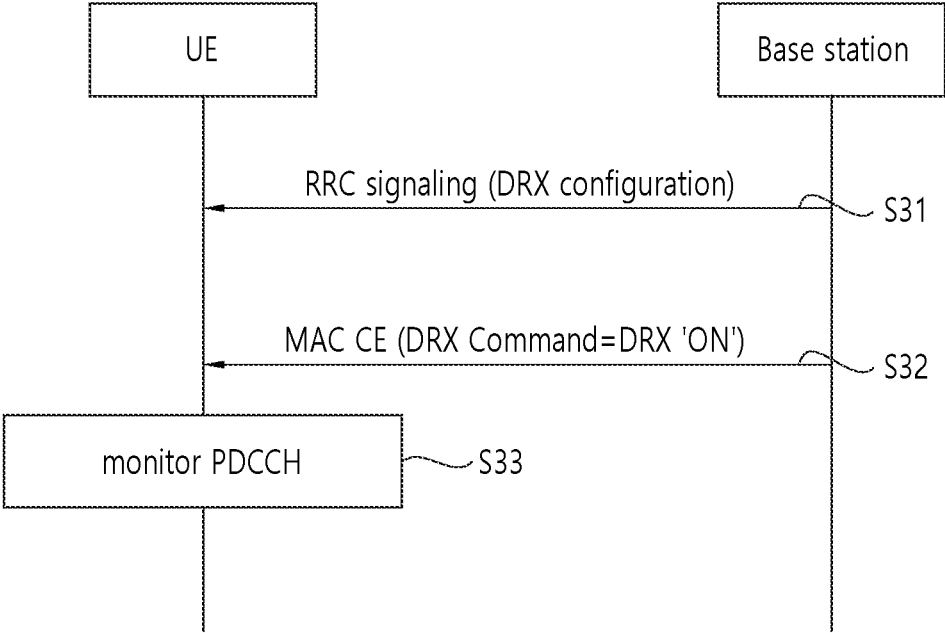 UE
Base station
RRC signaling (DRX configuration)
S31
MAC CE (DRX Command=DRX 'ON')
S32
monitor PDCCH
S33